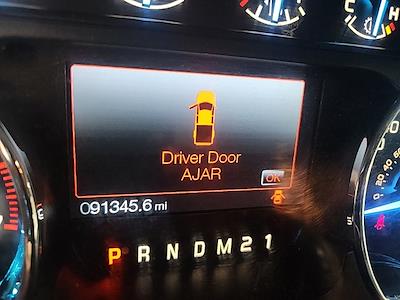 C H
Driver Door
AJAR
OK
091345.6 mi
P R N D M 2 1